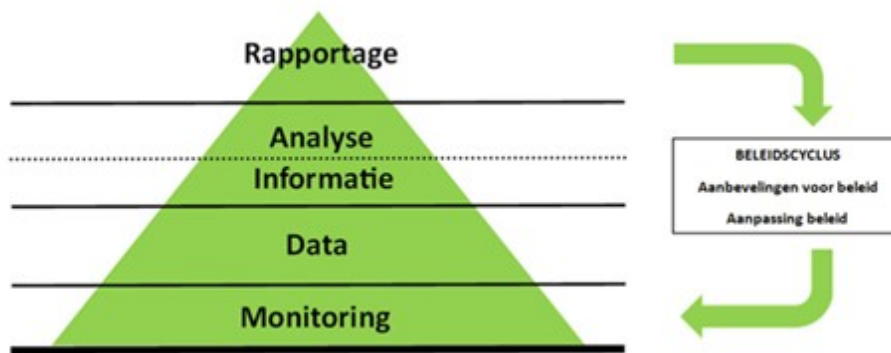 Rapportage
Analyse
Informatie
Data
Monitoring
BELEIDSCYCLUS
Aanbevelingen voor beleid
Aanpassing beleid